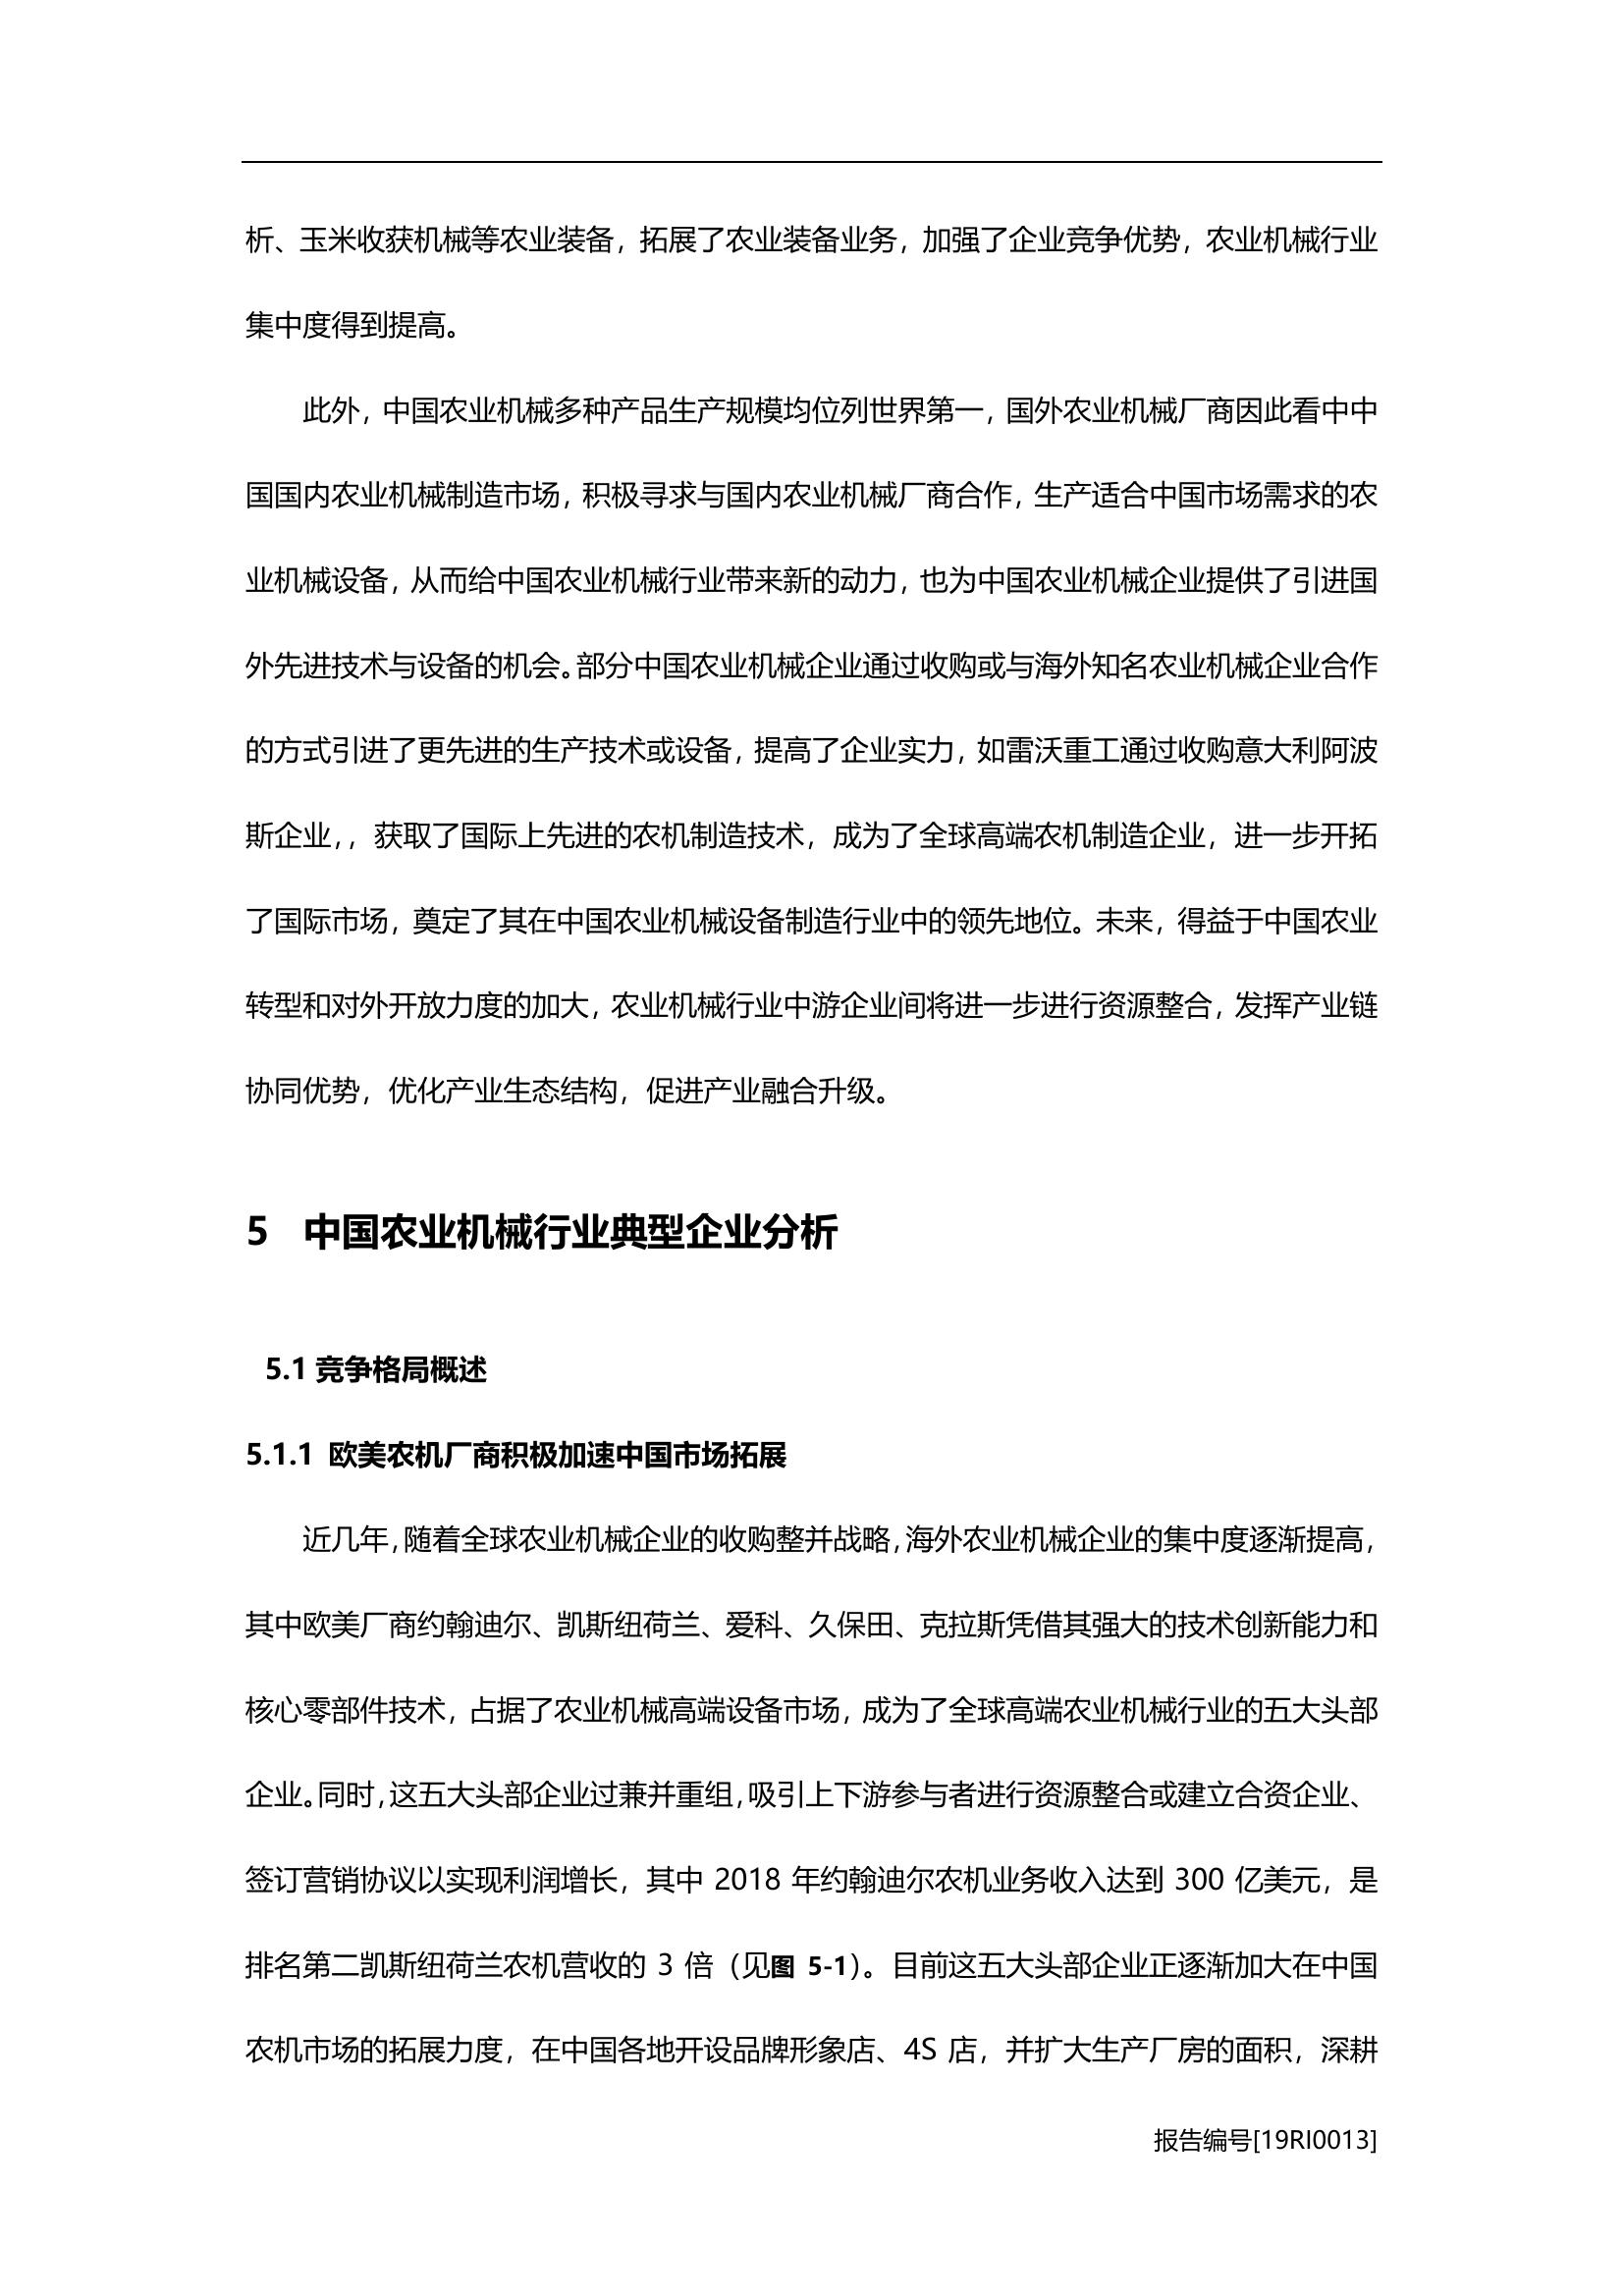 析、玉米收获机械等农业装备，拓展了农业装备业务，加强了企业竞争优势，农业机械行业
集中度得到提高。
此外，中国农业机械多种产品生产规模均位列世界第一，国外农业机械厂商因此看中中
国国内农业机械制造市场，积极寻求与国内农业机械厂商合作，生产适合中国市场需求的农
业机械设备，从而给中国农业机械行业带来新的动力，也为中国农业机械企业提供了引进国
外先进技术与设备的机会。部分中国农业机械企业通过收购或与海外知名农业机械企业合作
的方式引进了更先进的生产技术或设备，提高了企业实力，如雷沃重工通过收购意大利阿波
斯企业，，获取了国际上先进的农机制造技术，成为了全球高端农机制造企业，进一步开拓
了国际市场，奠定了其在中国农业机械设备制造行业中的领先地位。未来，得益于中国农业
转型和对外开放力度的加大，农业机械行业中游企业间将进一步进行资源整合，发挥产业链
协同优势，优化产业生态结构，促进产业融合升级。
5 中国农业机械行业典型企业分析
5.1 竞争格局概述
5.1.1 欧美农机厂商积极加速中国市场拓展
近几年，随着全球农业机械企业的收购整并战略，海外农业机械企业的集中度逐渐提高，
其中欧美厂商约翰迪尔、凯斯纽荷兰、爱科、久保田、克拉斯凭借其强大的技术创新能力和
核心零部件技术，占据了农业机械高端设备市场，成为了全球高端农业机械行业的五大头部
企业。同时，这五大头部企业过兼并重组，吸引上下游参与者进行资源整合或建立合资企业、
签订营销协议以实现利润增长，其中 2018 年约翰迪尔农机业务收入达到 300 亿美元，是
排名第二凯斯纽荷兰农机营收的 3 倍（见图 5-1）。目前这五大头部企业正逐渐加大在中国
农机市场的拓展力度，在中国各地开设品牌形象店、4S 店，并扩大生产厂房的面积，深耕
报告编号[19RI0013]